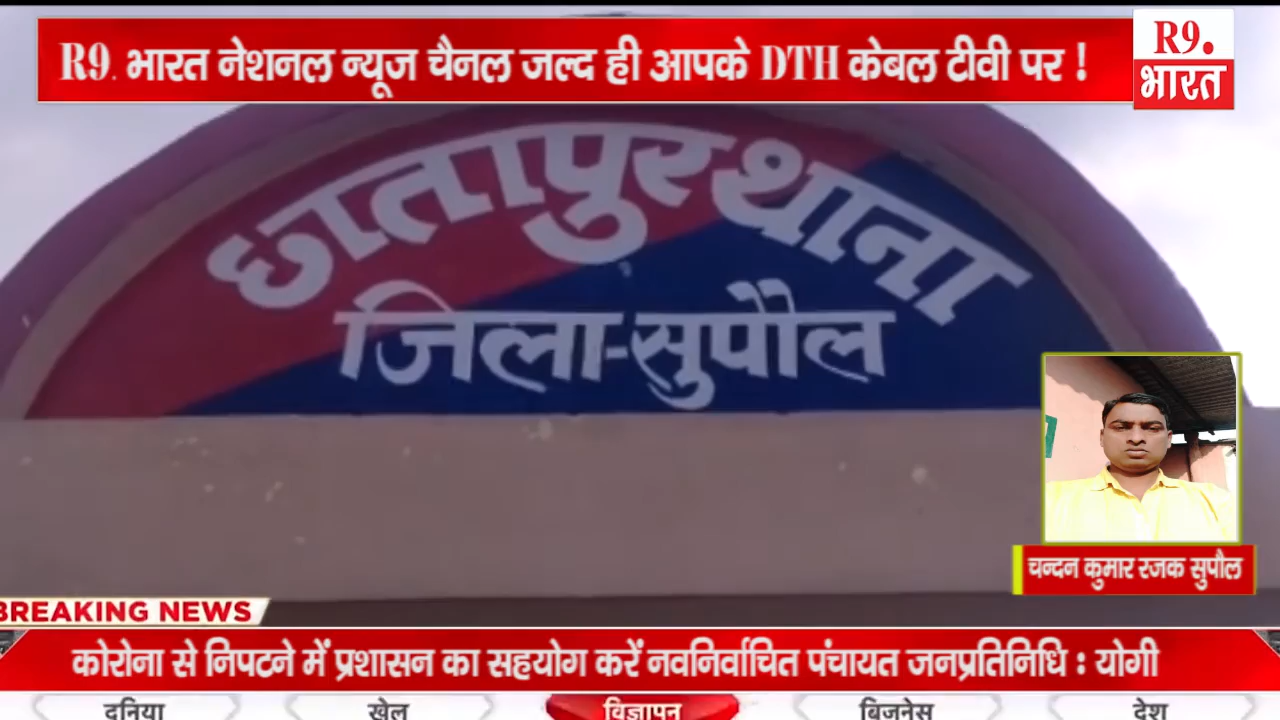 R9. भारत नेशनल न्यूज चैनल जल्द ही आपके DTH केबल टीवी पर !
R9.
भारत
छातापुर थाना
जिला-सुपौल
चन्दन कुमार रजक सुपौल
BREAKING NEWS
कोरोना से निपटने में प्रशासन का सहयोग करें नवनिर्वाचित पंचायत जनप्रतिनिधि : योगी
दुनिया
खेल
विज्ञापन
बिजनेस
देश